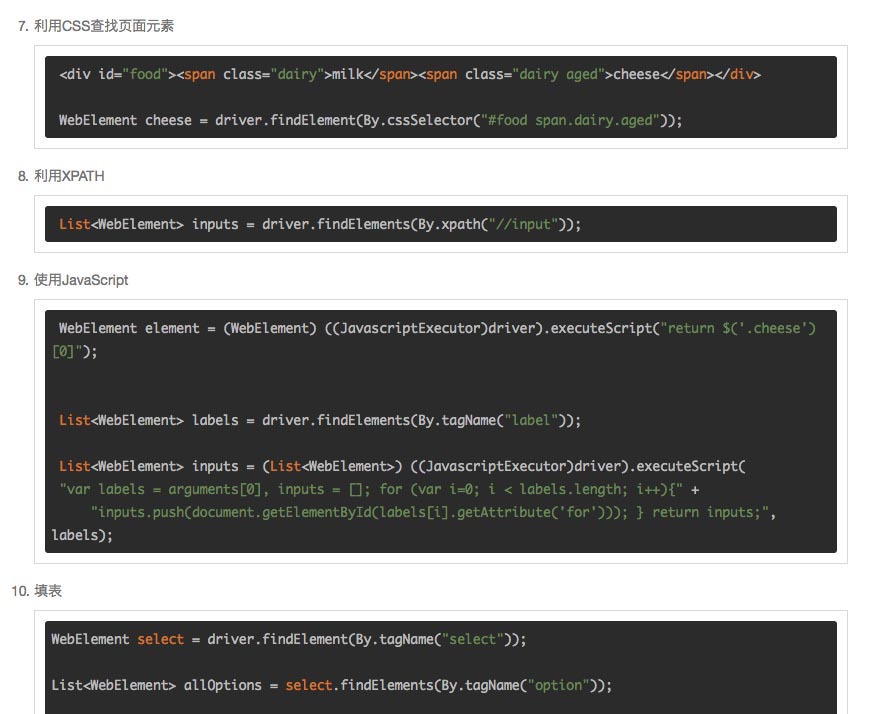 7. 利用CSS查找页面元素
<div id="food"><span class="dairy">milk</span><span class="dairy aged">cheese</span></div>
WebElement cheese = driver.findElement(By.cssSelector("#food span.dairy.aged"));
8. 利用XPATH
List<WebElement> inputs = driver.findElements(By.xpath("//input"));
9. 使用JavaScript
WebElement element = (WebElement) ((JavascriptExecutor)driver).executeScript("return $('.cheese')
[0]");
List<WebElement> labels = driver.findElements(By.tagName("label"));
List<WebElement> inputs = (List<WebElement>) ((JavascriptExecutor)driver).executeScript(
"var labels = arguments[0], inputs = []; for (var i=0; i < labels.length; i++){" +
"inputs.push(document.getElementById(labels[i].getAttribute('for'))); } return inputs;",
labels);
10. 填表
WebElement select = driver.findElement(By.tagName("select"));
List<WebElement> allOptions = select.findElements(By.tagName("option"));